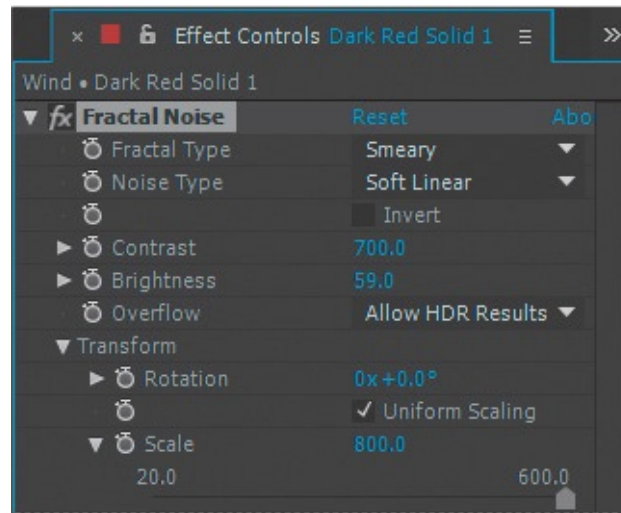 × Effect Controls Dark Red Solid 1 ≡ »
Wind • Dark Red Solid 1
fx Fractal Noise Reset Abo
Fractal Type Smeary
Noise Type Soft Linear
Invert
Contrast 700.0
Brightness 59.0
Overflow Allow HDR Results
Transform
Rotation 0x+0.0°
Uniform Scaling
Scale 800.0
20.0 600.0